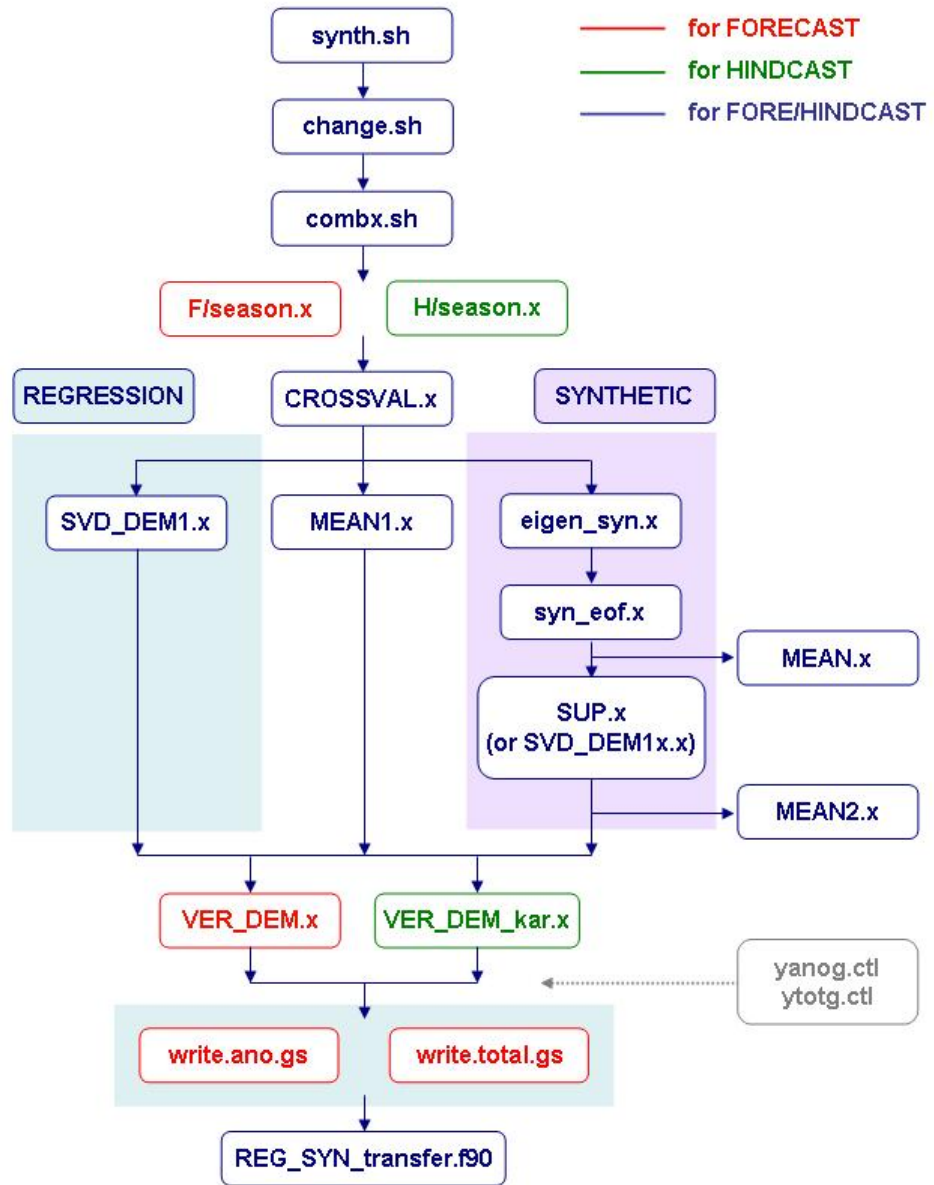 synth.sh
for FORECAST
for HINDCAST
for FORE/HINDCAST
change.sh
combx.sh
F/season.x
H/season.x
REGRESSION
CROSSVAL.x
SYNTHETIC
SVD_DEM1.x
MEAN1.x
eigen_syn.x
syn_eof.x
MEAN.x
SUP.x
(or SVD_DEM1x.x)
MEAN2.x
VER_DEM.x
VER_DEM_kar.x
yanog.ctl
ytotg.ctl
write.ano.gs
write.total.gs
REG_SYN_transfer.f90